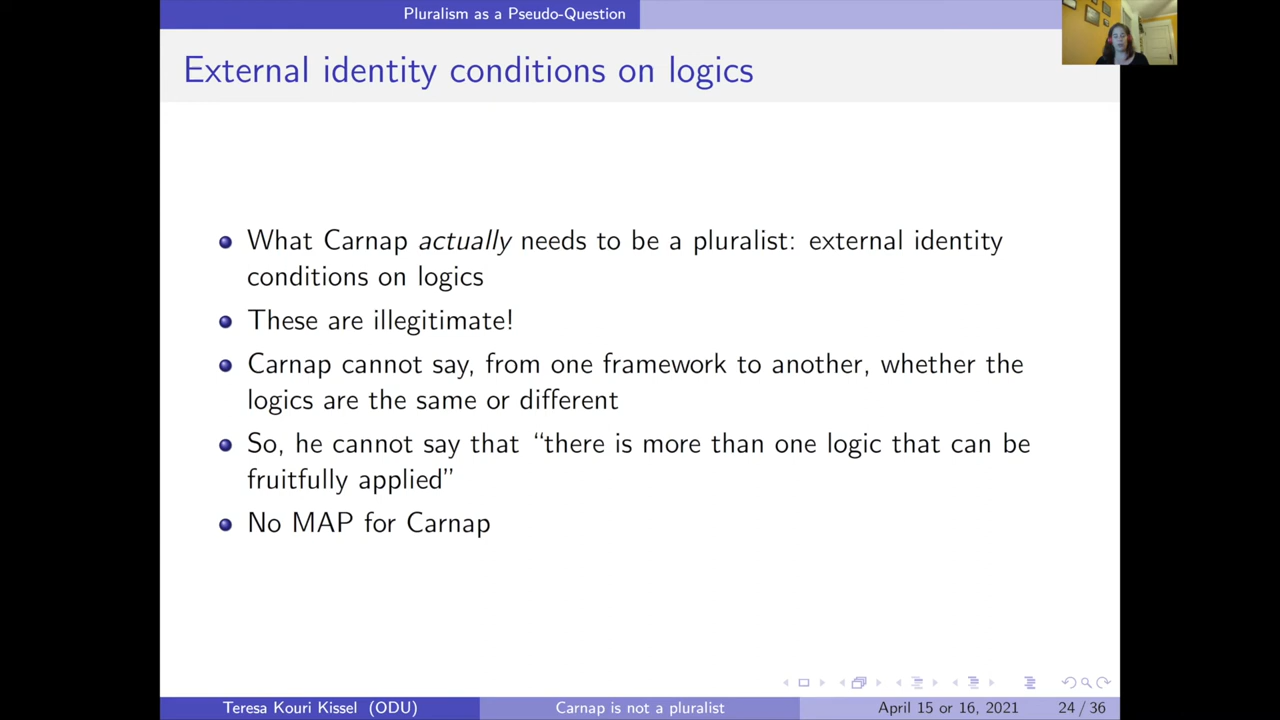 Pluralism as a Pseudo-Question
External identity conditions on logics
What Carnap actually needs to be a pluralist: external identity
conditions on logics
These are illegitimate!
Carnap cannot say, from one framework to another, whether the
logics are the same or different
So, he cannot say that “there is more than one logic that can be
fruitfully applied”
No MAP for Carnap
Teresa Kouri Kissel (ODU) Carnap is not a pluralist April 15 or 16, 2021 24 / 36